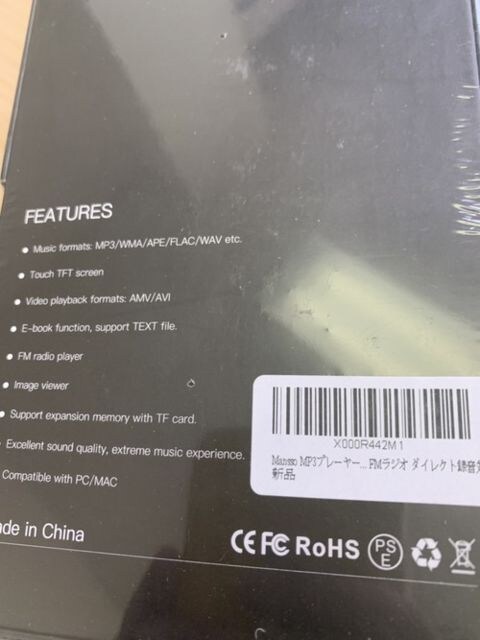 FEATURES
Music formats: MP3/WMA/APE/FLAC/WAV etc.
Touch TFT screen
Video playback formats: AMV/AVI
E-book function, support TEXT file.
FM radio player
Image viewer
Support expansion memory with TF card.
Excellent sound quality, extreme music experience.
Compatible with PC/MAC
X000R442M1
MP3プレーヤー... FMラジオ ダイレクト録音
新品
ade in China
CE FC RoHS PSE